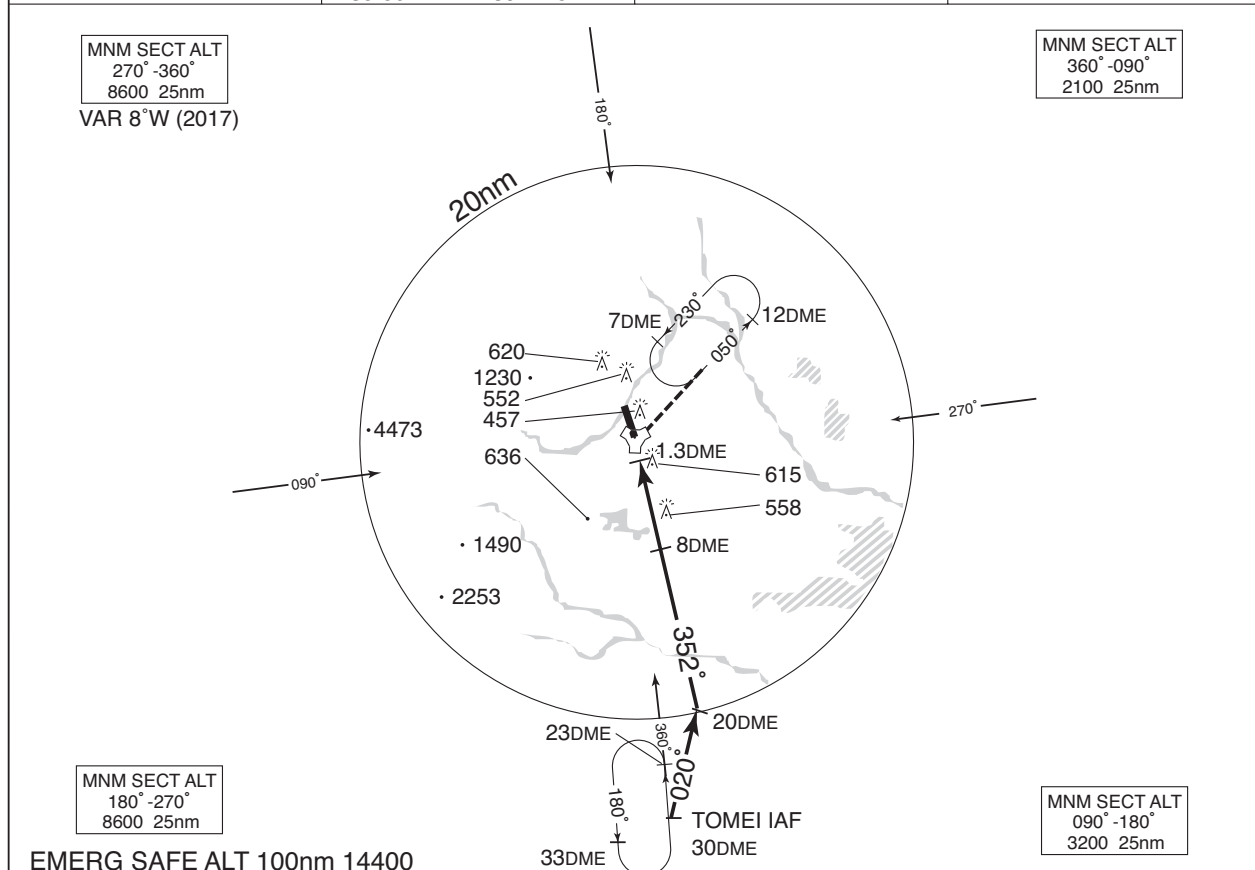 MNM SECT ALT
270˚-360˚
8600 25nm
VAR 8˚W (2017)
MNM SECT ALT
360˚-090˚
2100 25nm
180˚
20nm
7DME
230˚
12DME
050˚
620
1230
552
457
4473
636
1.3DME
615
558
270˚
090˚
8DME
1490
2253
352˚
20DME
23DME
360˚
020˚
180˚
TOMEI IAF
30DME
33DME
MNM SECT ALT
180˚-270˚
8600 25nm
MNM SECT ALT
090˚-180˚
3200 25nm
EMERG SAFE ALT 100nm 14400